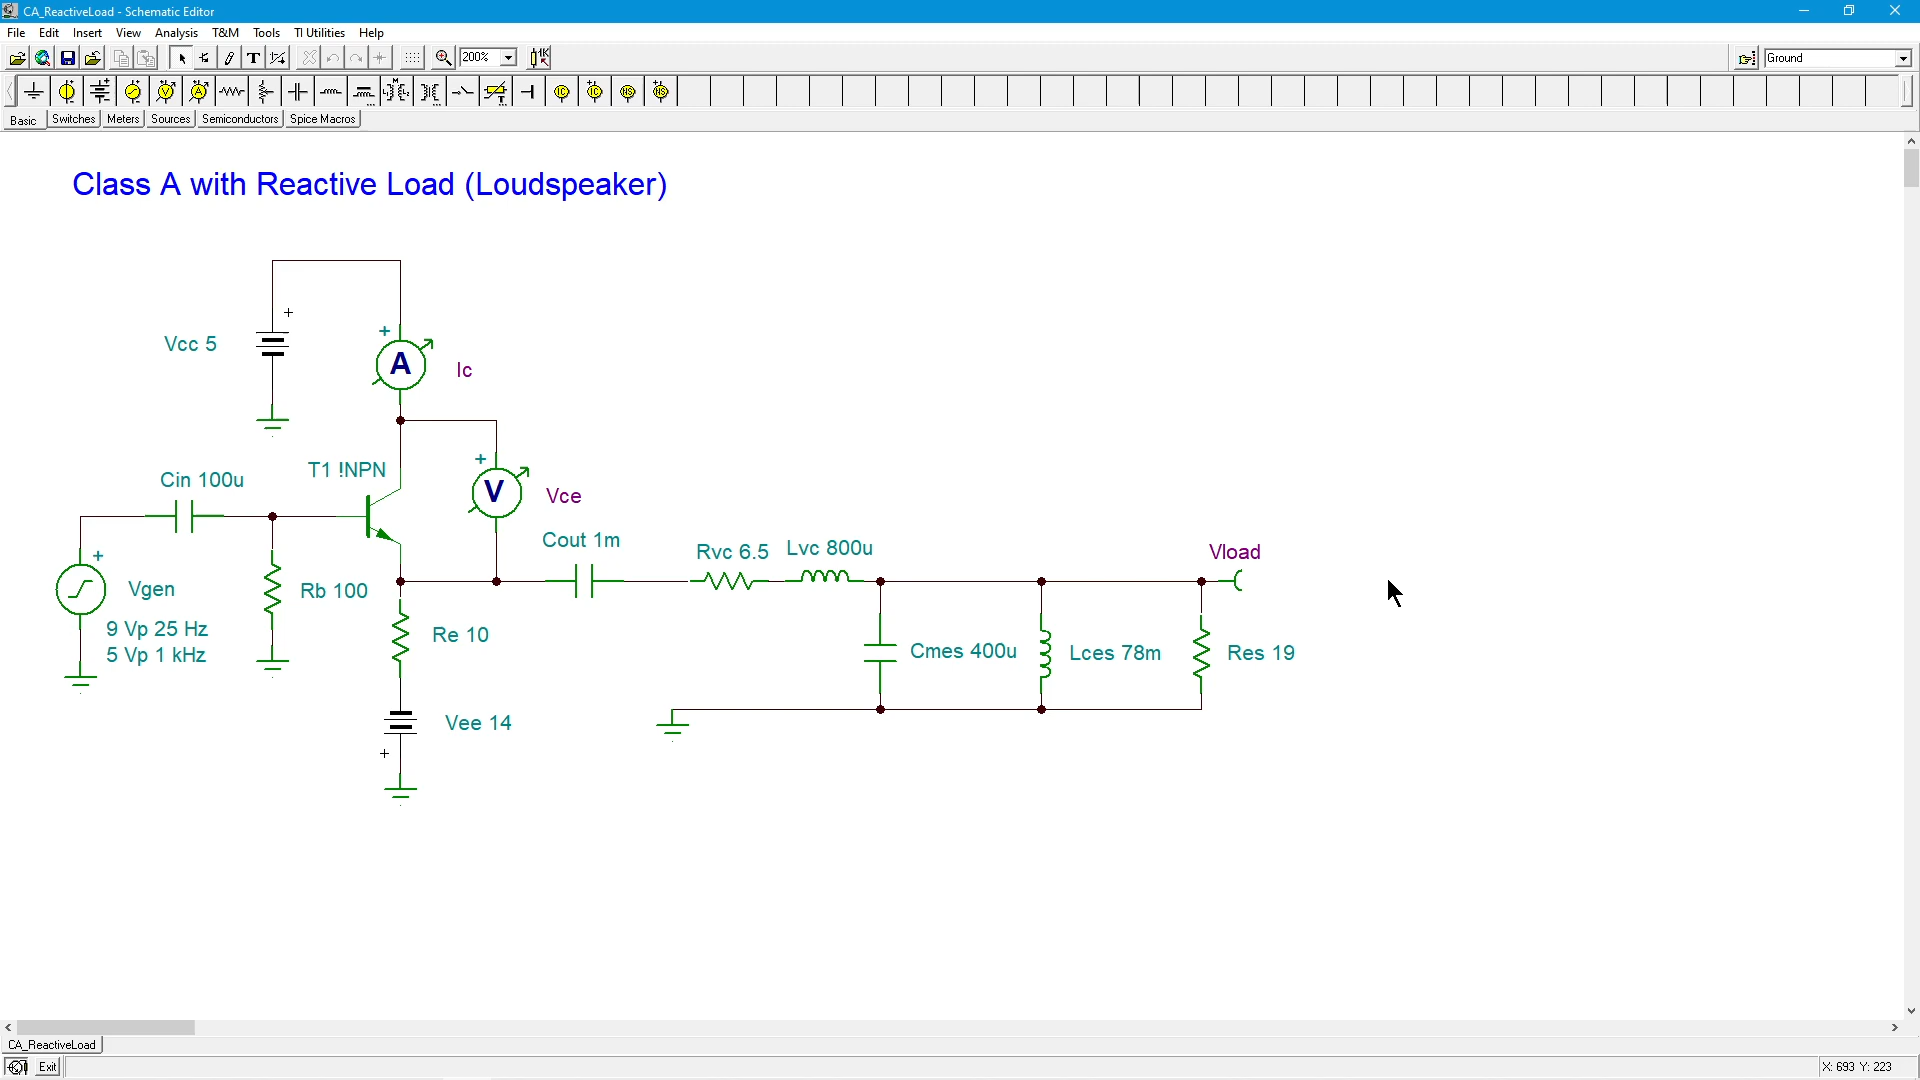 CA_ReactiveLoad - Schematic Editor
File Edit Insert View Analysis T&M Tools TI Utilities Help
T 200% 1K Ground
Basic Switches Meters Sources Semiconductors Spice Macros
Class A with Reactive Load (Loudspeaker)
+
Vcc 5
+
A
Ic
T1 !NPN
+
Cin 100u
V
Vce
Cout 1m
Rvc 6.5
Lvc 800u
Vload
+
Vgen
Rb 100
9 Vp 25 Hz
5 Vp 1 kHz
Re 10
Cmes 400u
Lces 78m
Res 19
Vee 14
+
CA_ReactiveLoad
Exit
X: 693 Y: 223